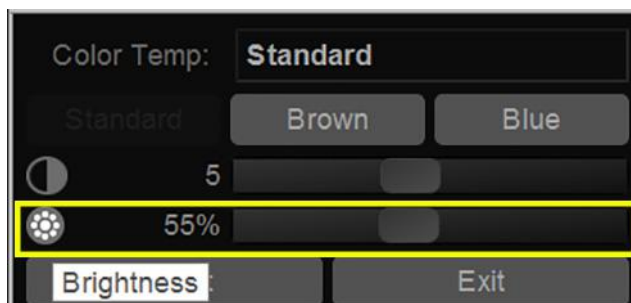 Color Temp: Standard
Standard Brown Blue
5
55%
Brightness : Exit